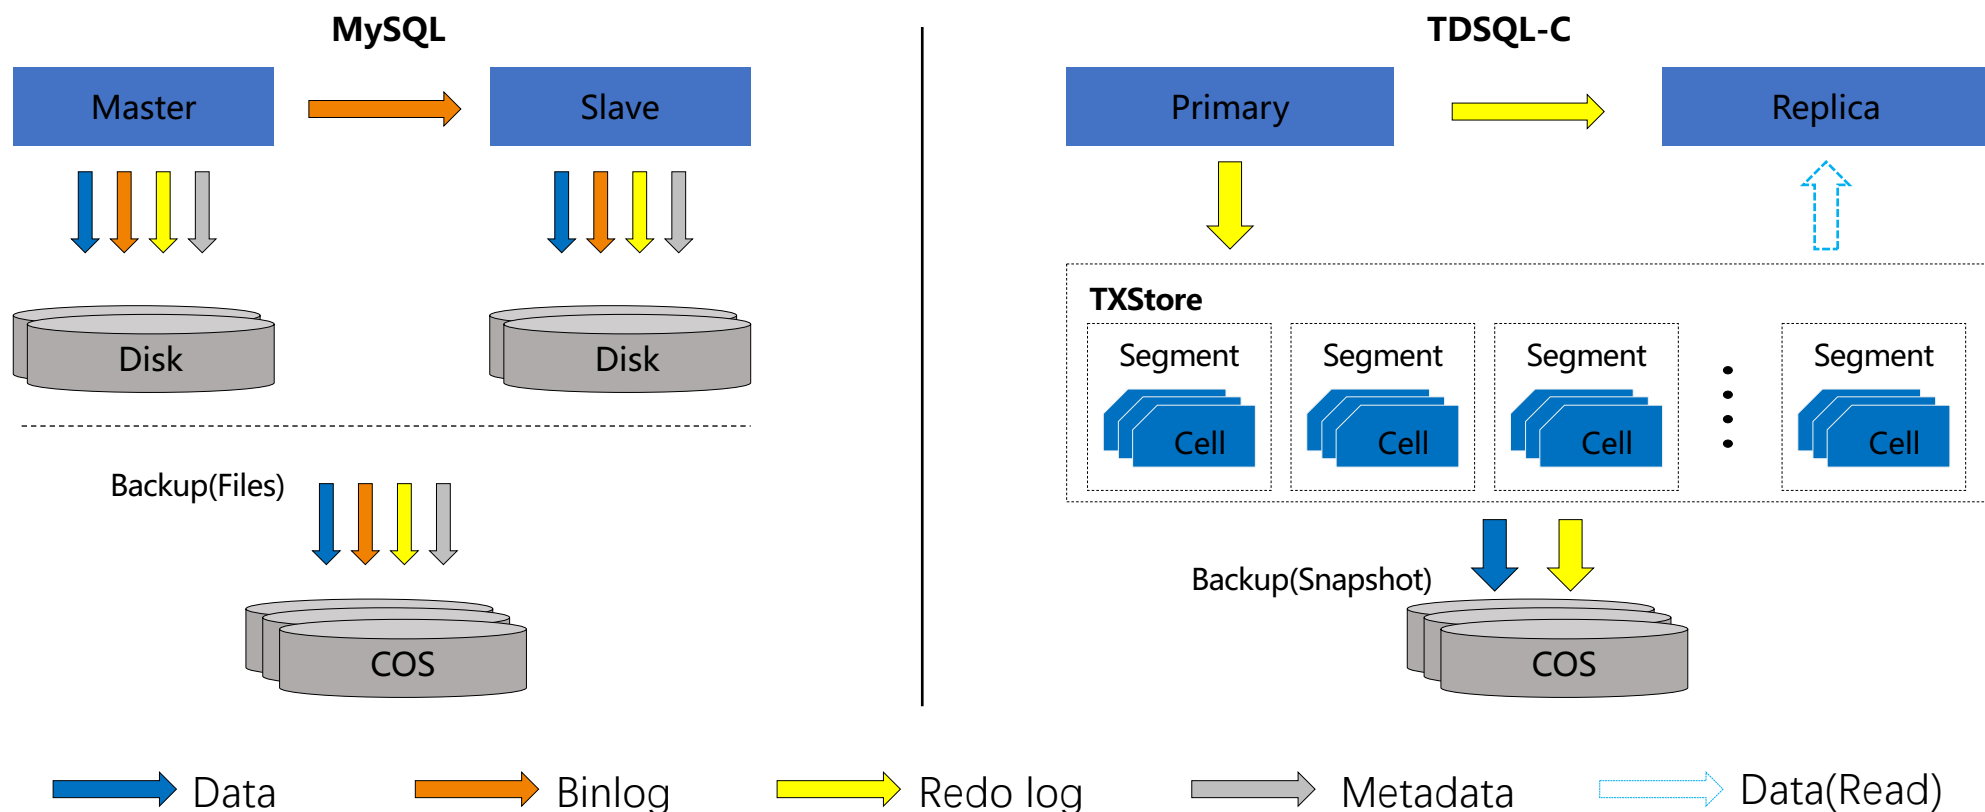 MySQL
Master
Slave
Disk
Disk
Backup(Files)
COS
TDSQL-C
Primary
Replica
TXStore
Segment
Segment
Segment
Segment
Cell
Cell
Cell
Cell
Backup(Snapshot)
COS
Data
Binlog
Redo log
Metadata
Data(Read)